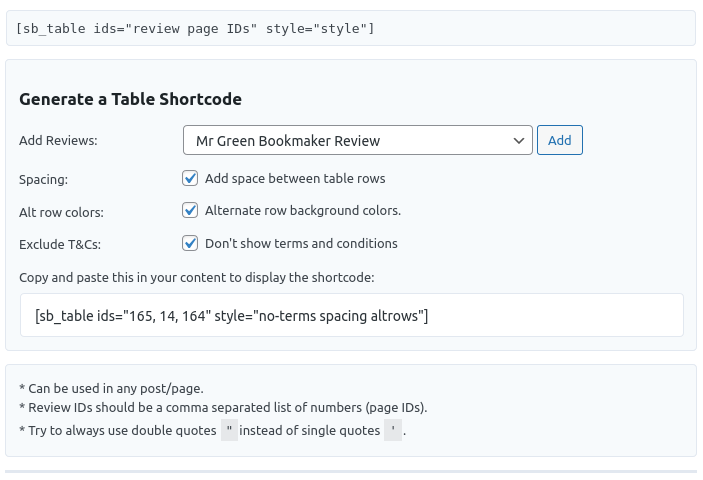 [sb_table ids="review page IDs" style="style"]
Generate a Table Shortcode
Add Reviews: Mr Green Bookmaker Review Add
Spacing: Add space between table rows
Alt row colors: Alternate row background colors.
Exclude T&Cs: Don't show terms and conditions
Copy and paste this in your content to display the shortcode:
[sb_table ids="165, 14, 164" style="no-terms spacing altrows"]
* Can be used in any post/page.
* Review IDs should be a comma separated list of numbers (page IDs).
* Try to always use double quotes " instead of single quotes ' .